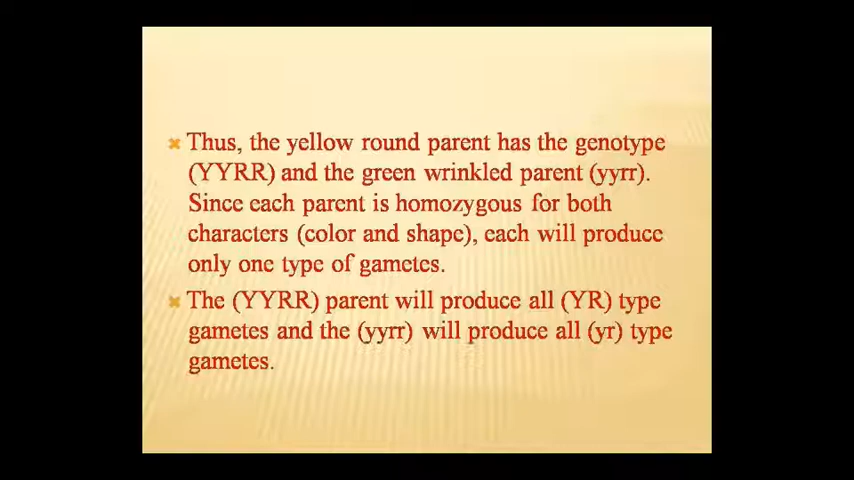 Thus, the yellow round parent has the genotype
(YYRR) and the green wrinkled parent (yyrr).
Since each parent is homozygous for both
characters (color and shape), each will produce
only one type of gametes.
The (YYRR) parent will produce all (YR) type
gametes and the (yyrr) will produce all (yr) type
gametes.